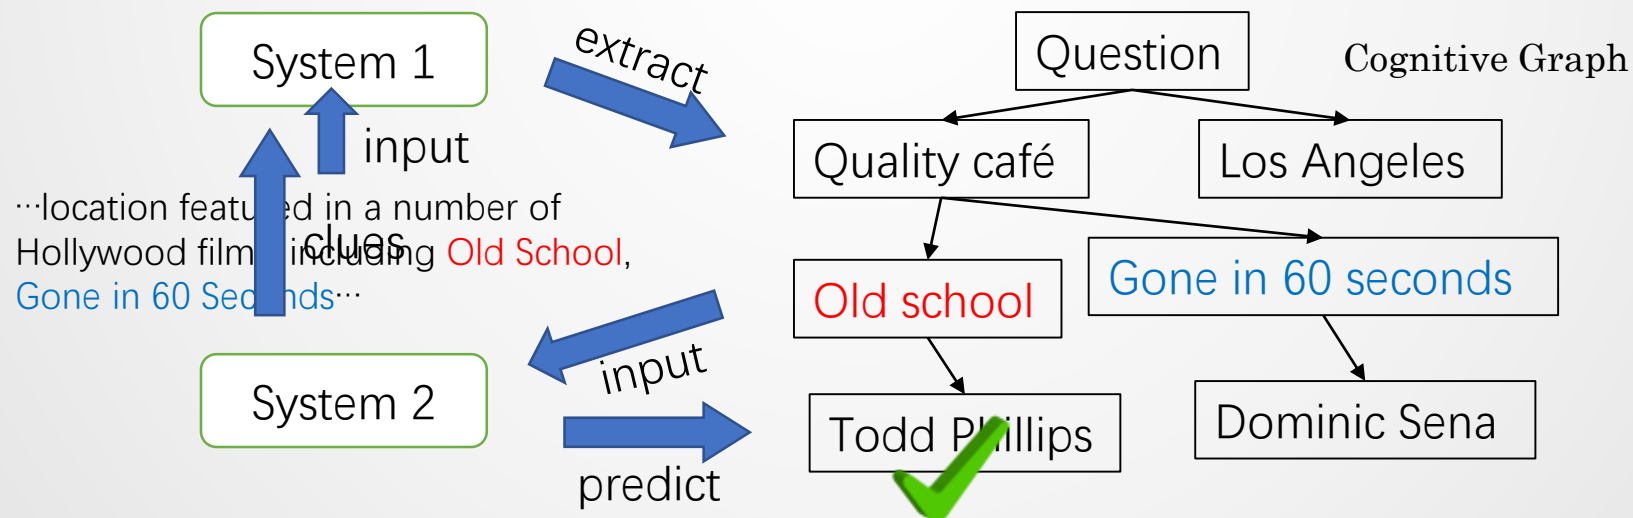 System 1
extract
Question
Cognitive Graph
input
Quality café
Los Angeles
…location featured in a number of
Hollywood films including Old School,
Gone in 60 Seconds…
clues
Old school
Gone in 60 seconds
input
System 2
predict
Todd Phillips
Dominic Sena